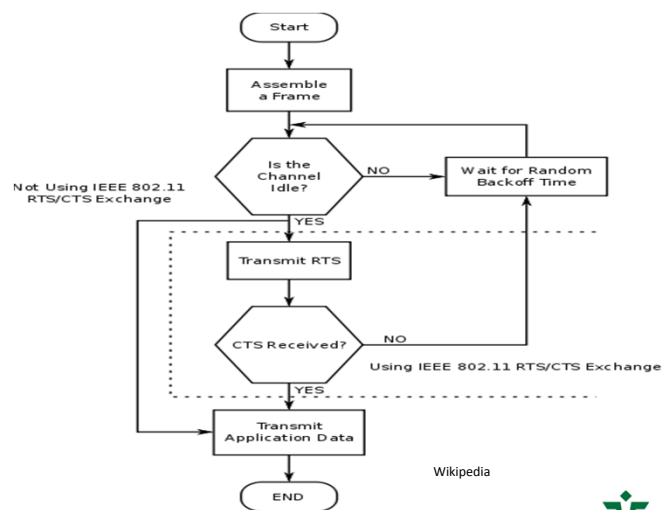 Start
Assemble
a Frame
Is the
Channel
Idle?
NO
Wait for Random
Backoff Time
Not Using IEEE 802.11
RTS/CTS Exchange
YES
Transmit RTS
CTS Received?
NO
Using IEEE 802.11 RTS/CTS Exchange
YES
Transmit
Application Data
Wikipedia
END